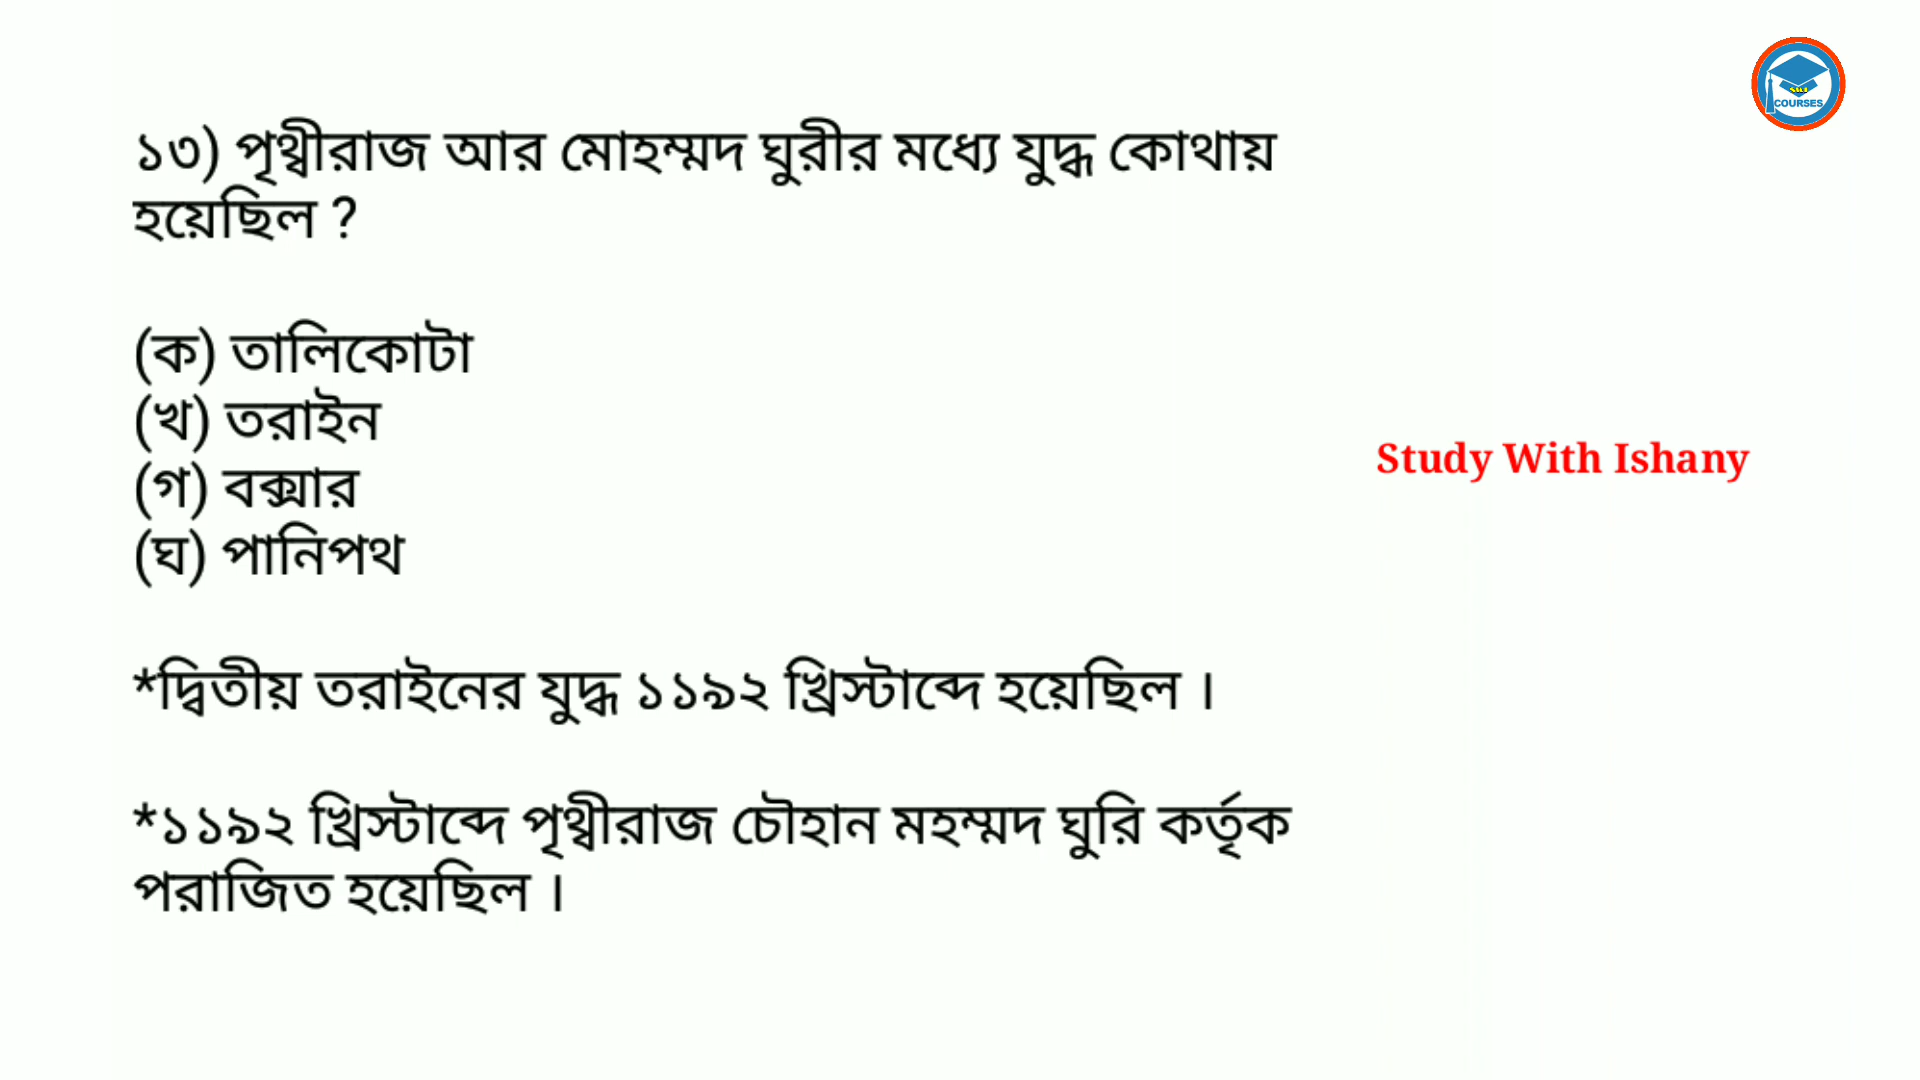 ১৩) পৃথ্বীরাজ আর মোহম্মদ ঘুরীর মধ্যে যুদ্ধ কোথায়
হয়েছিল ?
(ক) তালিকোটা
(খ) তরাইন
(গ) বক্সার
(ঘ) পানিপথ
*দ্বিতীয় তরাইনের যুদ্ধ ১১৯২ খ্রিস্টাব্দে হয়েছিল ।
*১১৯২ খ্রিস্টাব্দে পৃথ্বীরাজ চৌহান মহম্মদ ঘুরি কর্তৃক
পরাজিত হয়েছিল ।
Study With Ishany
COURSES